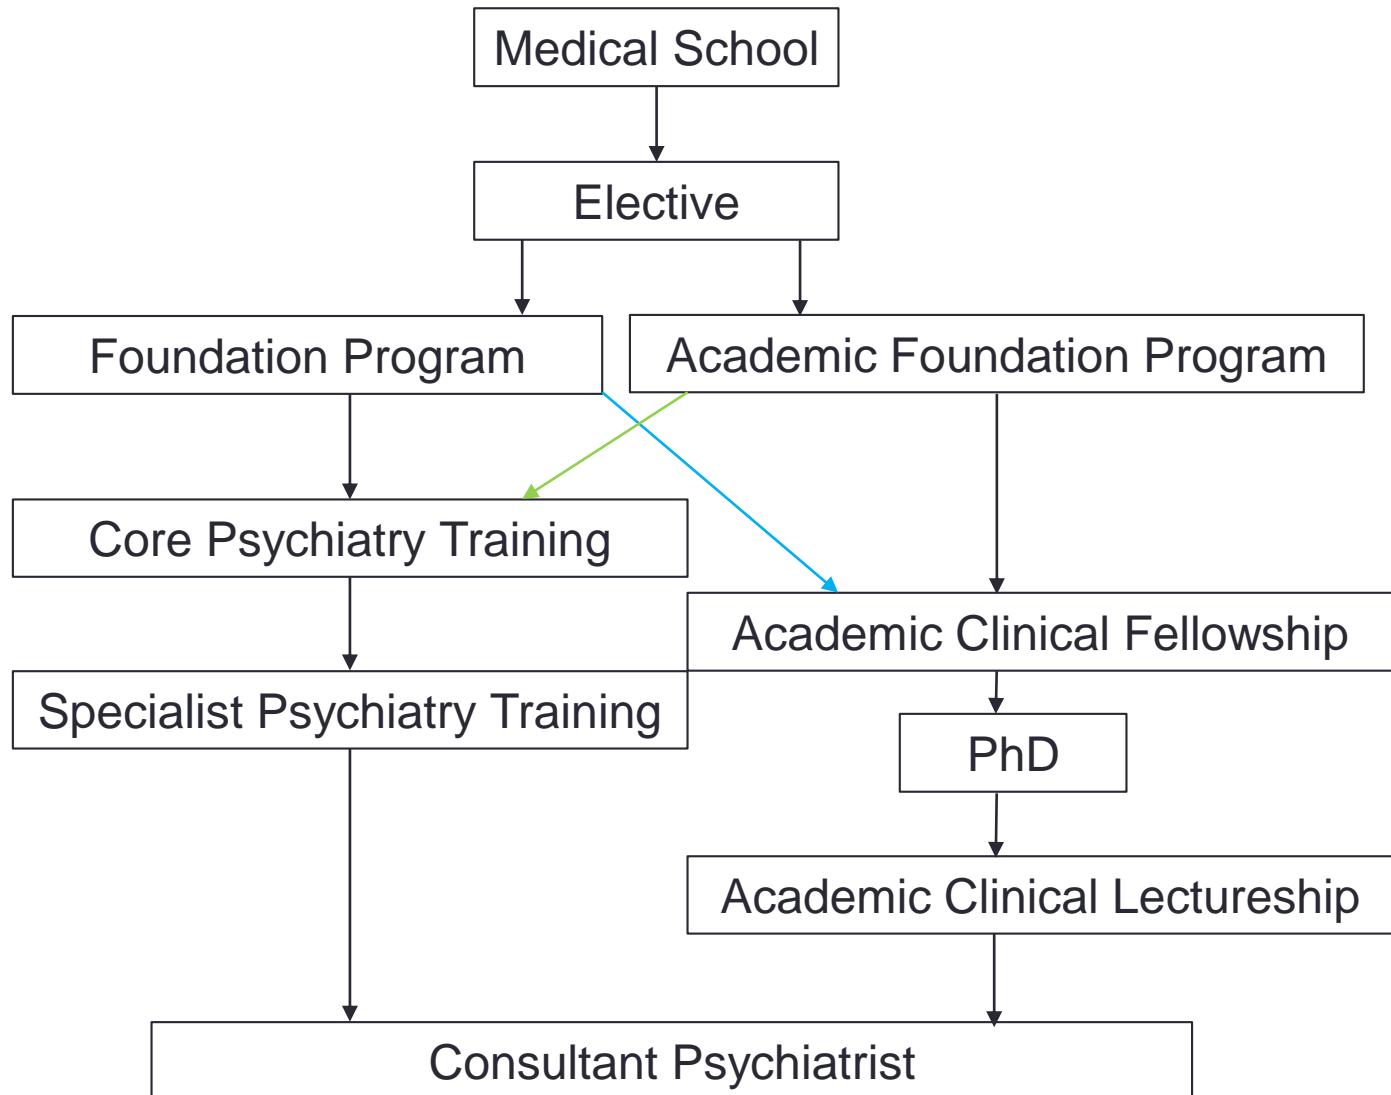 Medical School
Elective
Foundation Program
Academic Foundation Program
Core Psychiatry Training
Academic Clinical Fellowship
Specialist Psychiatry Training
PhD
Academic Clinical Lectureship
Consultant Psychiatrist